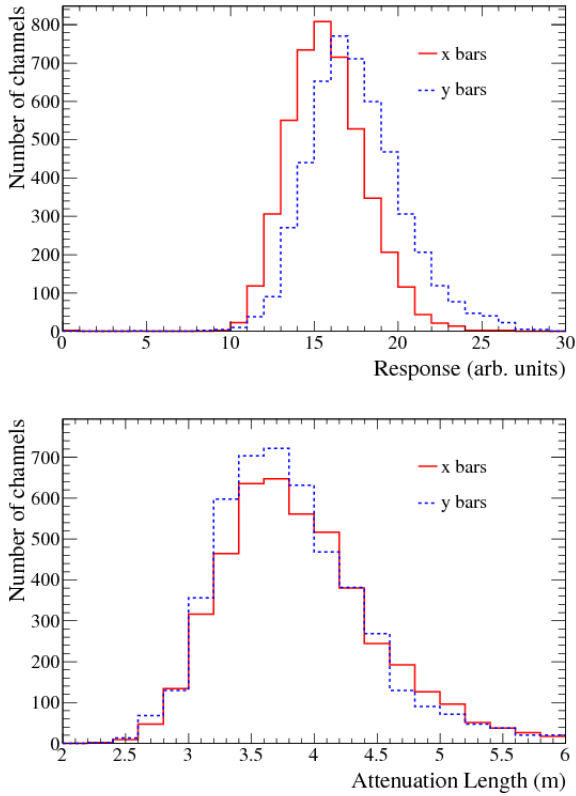 Number of channels
800
700
600
500
400
300
200
100
0
x bars
y bars
0 5 10 15 20 25 30
Response (arb. units)
Number of channels
700
600
500
400
300
200
100
0
x bars
y bars
2 2.5 3 3.5 4 4.5 5 5.5 6
Attenuation Length (m)